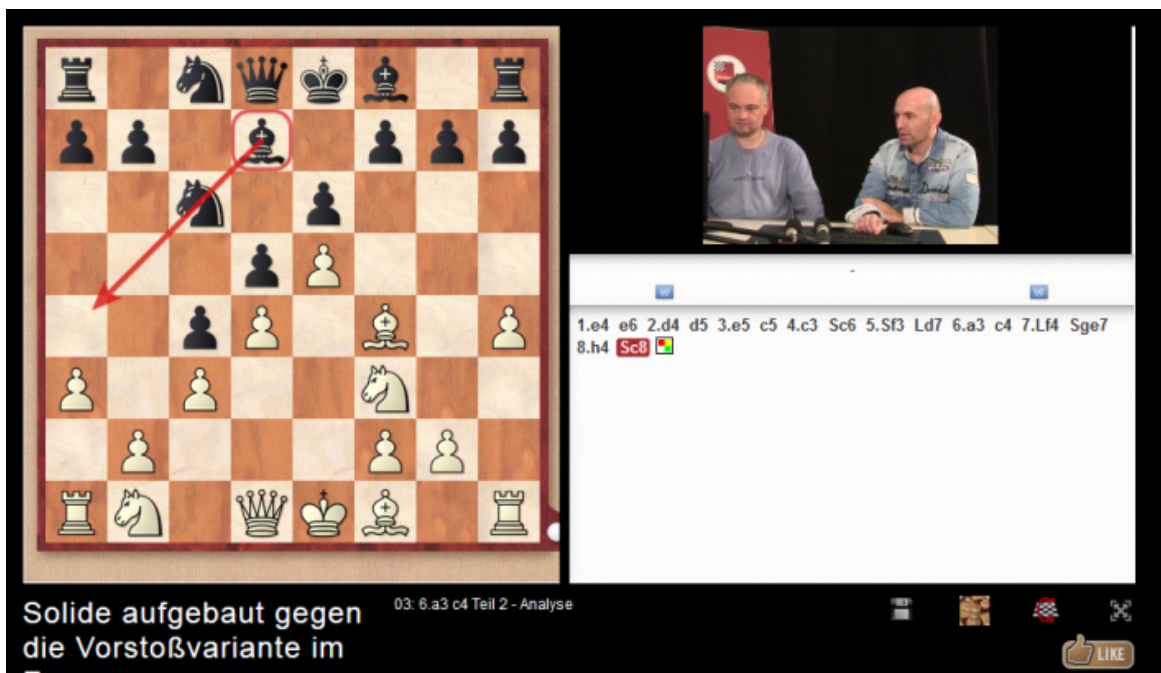 -
1.e4 e6 2.d4 d5 3.e5 c5 4.c3 Sc6 5.Sf3 Ld7 6.a3 c4 7.Lf4 Sge7
8.h4 Sc8
Solide aufgebaut gegen
die Vorstoßvariante im
03: 6.a3 c4 Teil 2 - Analyse
LIKE